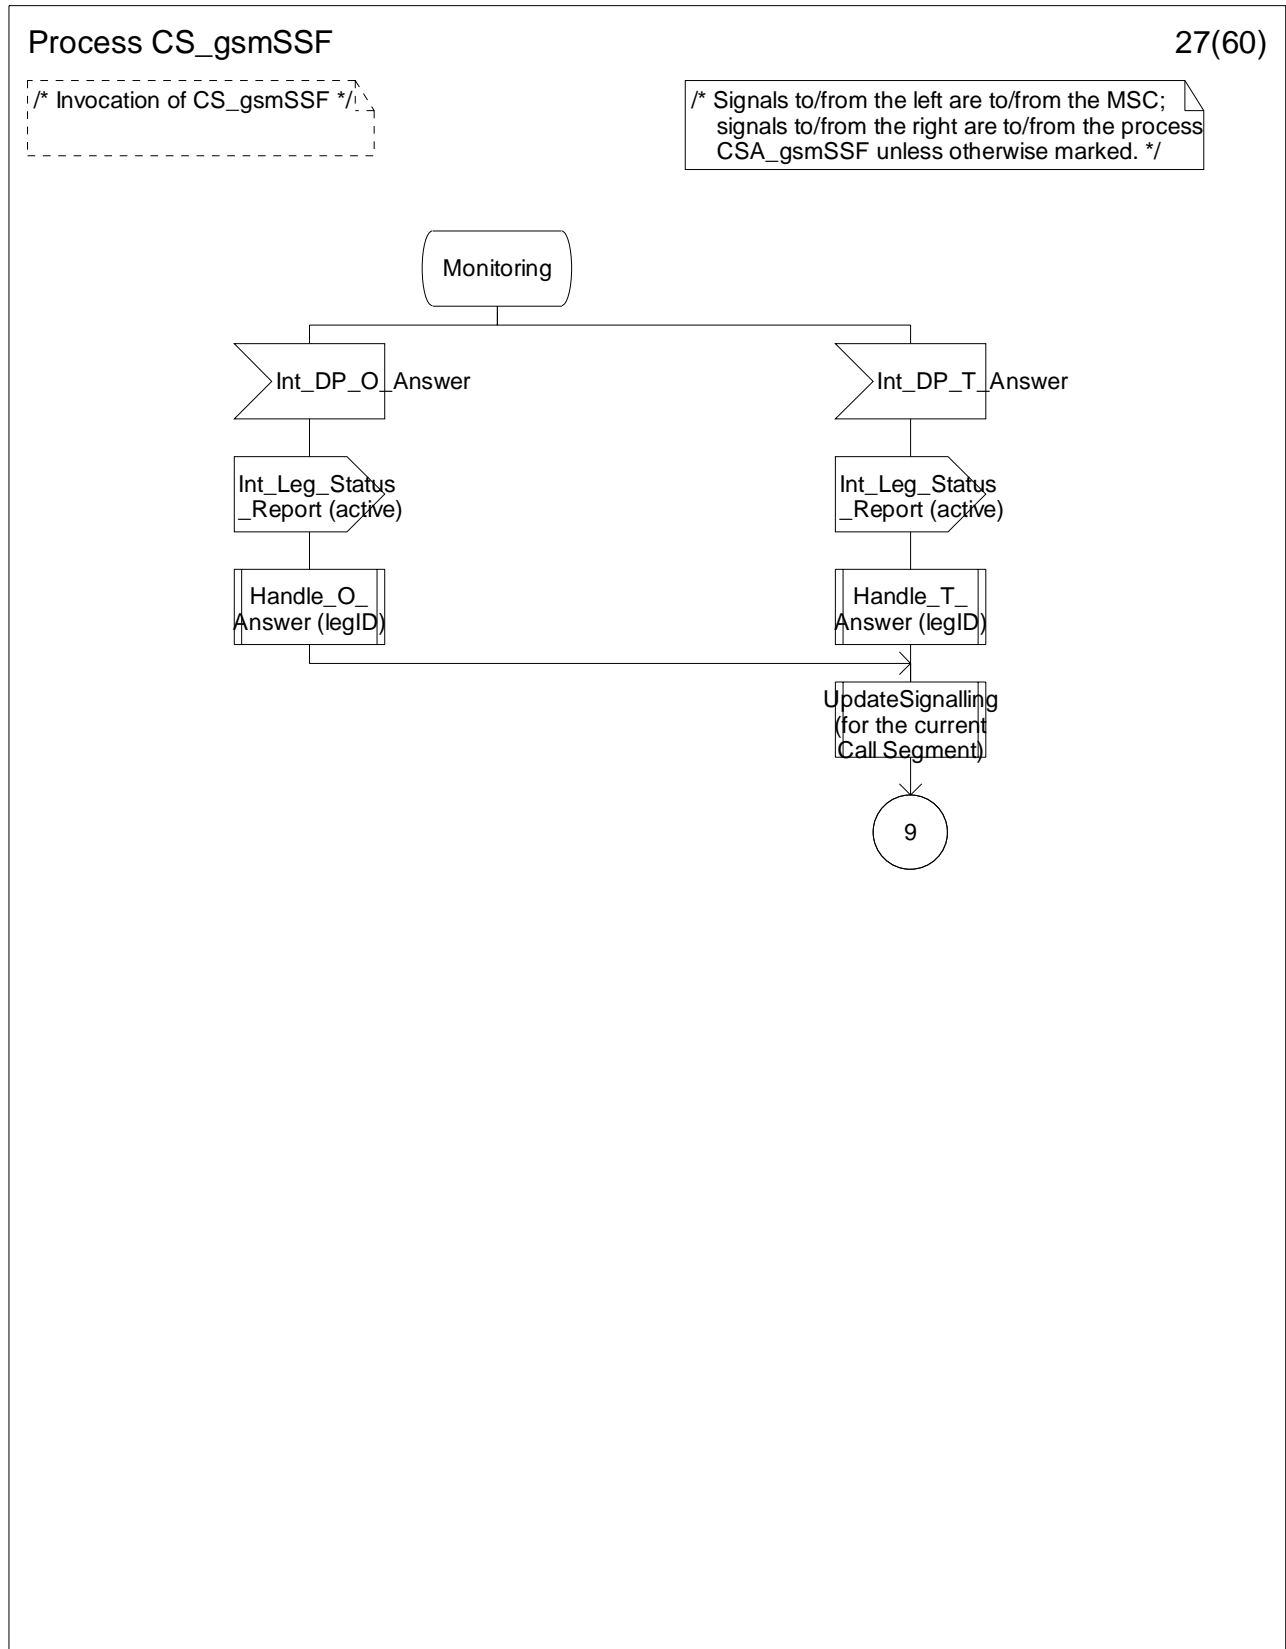 Process CS_gsmSSF
27(60)
/* Invocation of CS_gsmSSF */
/* Signals to/from the left are to/from the MSC;
signals to/from the right are to/from the process
CSA_gsmSSF unless otherwise marked. */
Monitoring
Int_DP_O_Answer
Int_DP_T_Answer
Int_Leg_Status
_Report (active)
Int_Leg_Status
_Report (active)
Handle_O_
Answer (legID)
Handle_T_
Answer (legID)
UpdateSignalling
(for the current
Call Segment)
9